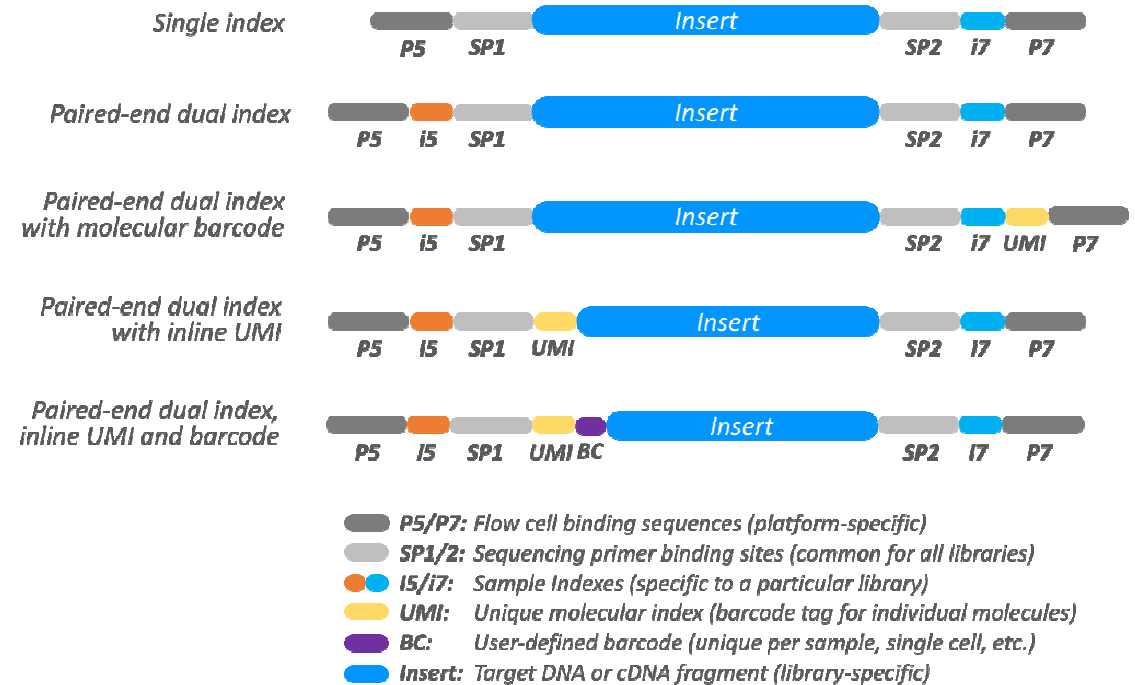 Single index
Insert
P5 SP1 SP2 i7 P7
Paired-end dual index
Insert
P5 i5 SP1 SP2 i7 P7
Paired-end dual index
with molecular barcode
Insert
P5 i5 SP1 SP2 i7 UMI P7
Paired-end dual index
with inline UMI
Insert
P5 I5 SP1 UMI SP2 I7 P7
Paired-end dual index,
inline UMI and barcode
Insert
P5 I5 SP1 UMI BC SP2 I7 P7
P5/P7: Flow cell binding sequences (platform-specific)
SP1/2: Sequencing primer binding sites (common for all libraries)
I5/i7: Sample Indexes (specific to a particular library)
UMI: Unique molecular index (barcode tag for individual molecules)
BC: User-defined barcode (unique per sample, single cell, etc.)
Insert: Target DNA or cDNA fragment (library-specific)